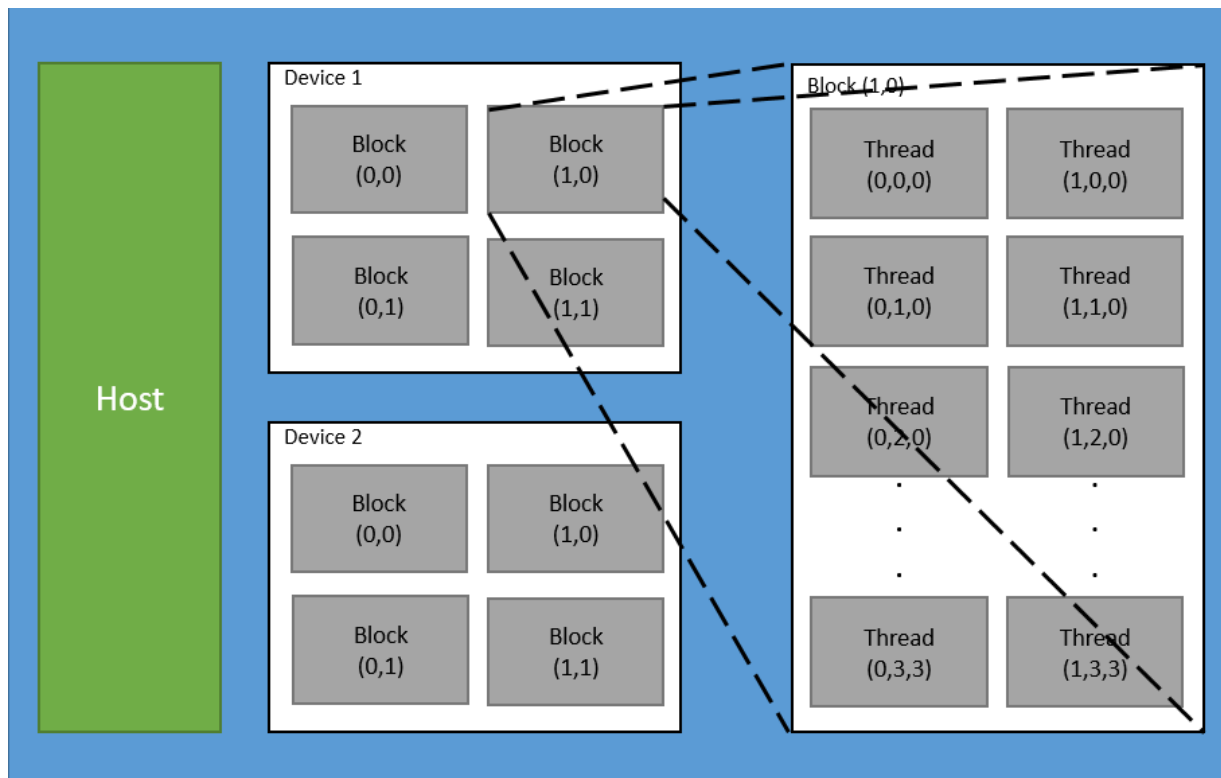 Host
Device 1
Block
(0,0)
Block
(1,0)
Block
(0,1)
Block
(1,1)
Device 2
Block
(0,0)
Block
(1,0)
Block
(0,1)
Block
(1,1)
Block (1,0)
Thread
(0,0,0)
Thread
(1,0,0)
Thread
(0,1,0)
Thread
(1,1,0)
Thread
(0,2,0)
Thread
(1,2,0)
.
.
.
.
.
.
Thread
(0,3,3)
Thread
(1,3,3)